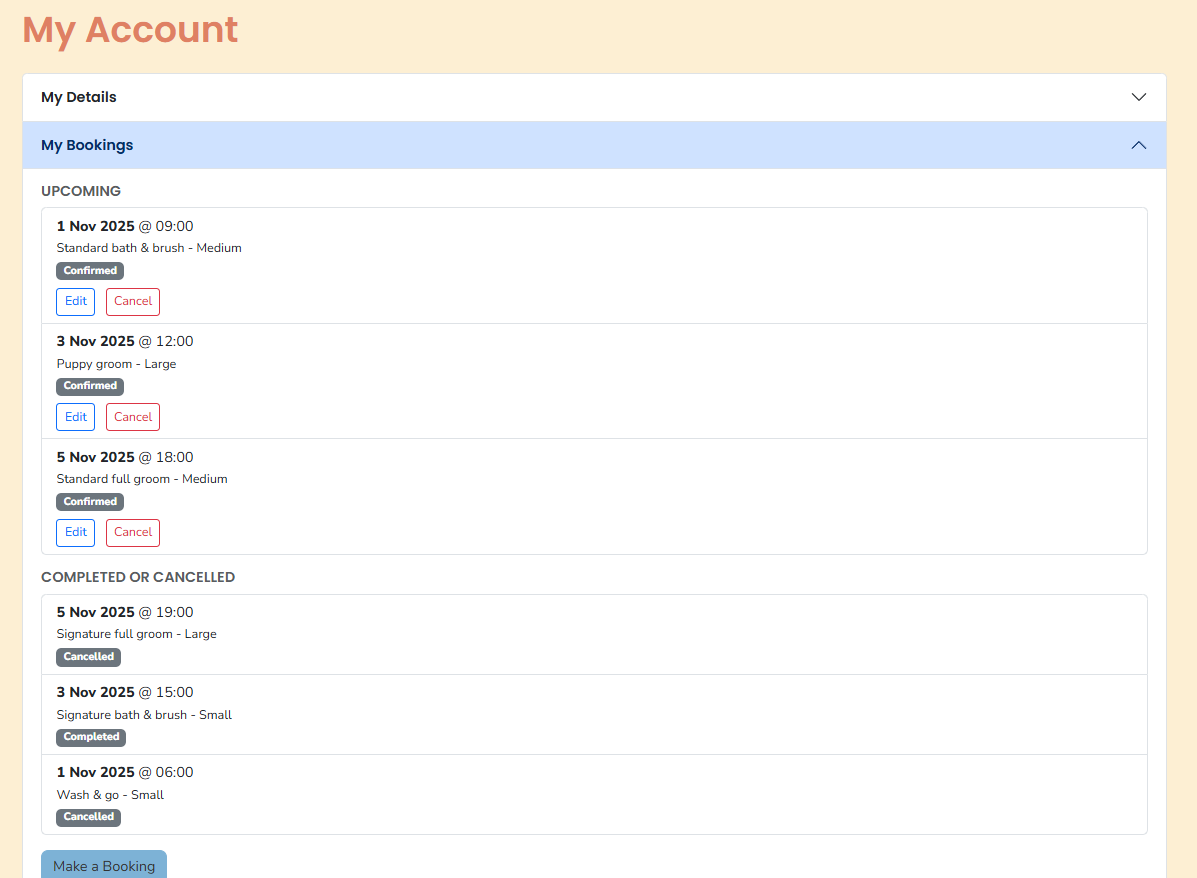 My Account
My Details
My Bookings
UPCOMING
1 Nov 2025 @ 09:00
Standard bath & brush - Medium
Confirmed
Edit Cancel
3 Nov 2025 @ 12:00
Puppy groom - Large
Confirmed
Edit Cancel
5 Nov 2025 @ 18:00
Standard full groom - Medium
Confirmed
Edit Cancel
COMPLETED OR CANCELLED
5 Nov 2025 @ 19:00
Signature full groom - Large
Cancelled
3 Nov 2025 @ 15:00
Signature bath & brush - Small
Completed
1 Nov 2025 @ 06:00
Wash & go - Small
Cancelled
Make a Booking